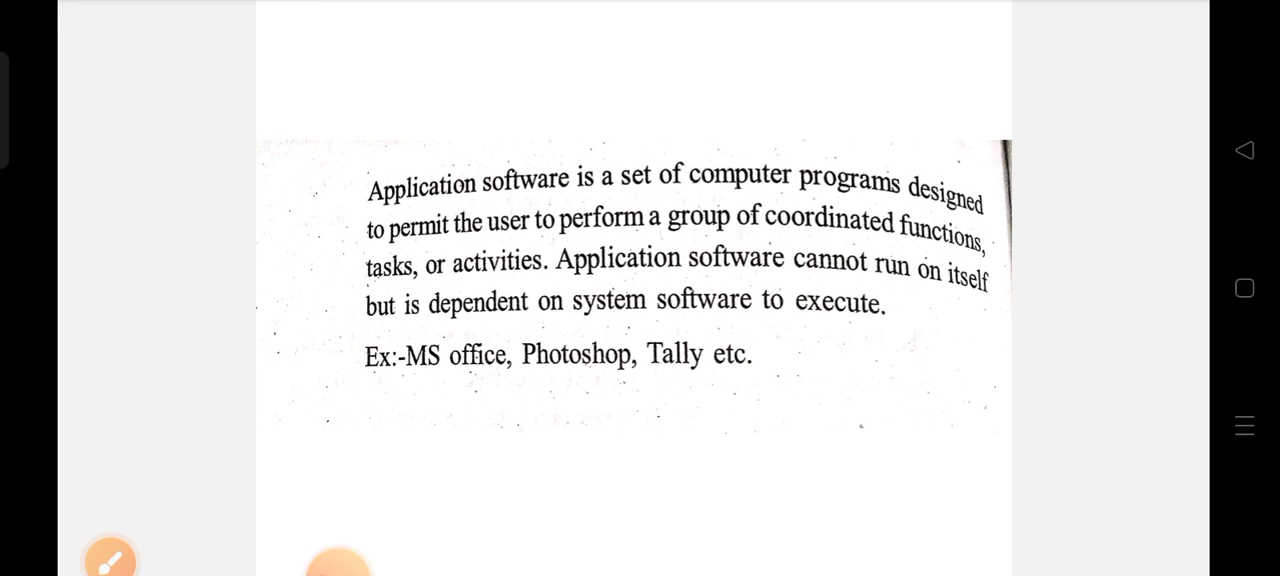 Application software is a set of computer programs designed
to permit the user to perform a group of coordinated functions,
tasks, or activities. Application software cannot run on itself
but is dependent on system software to execute.
Ex:-MS office, Photoshop, Tally etc.